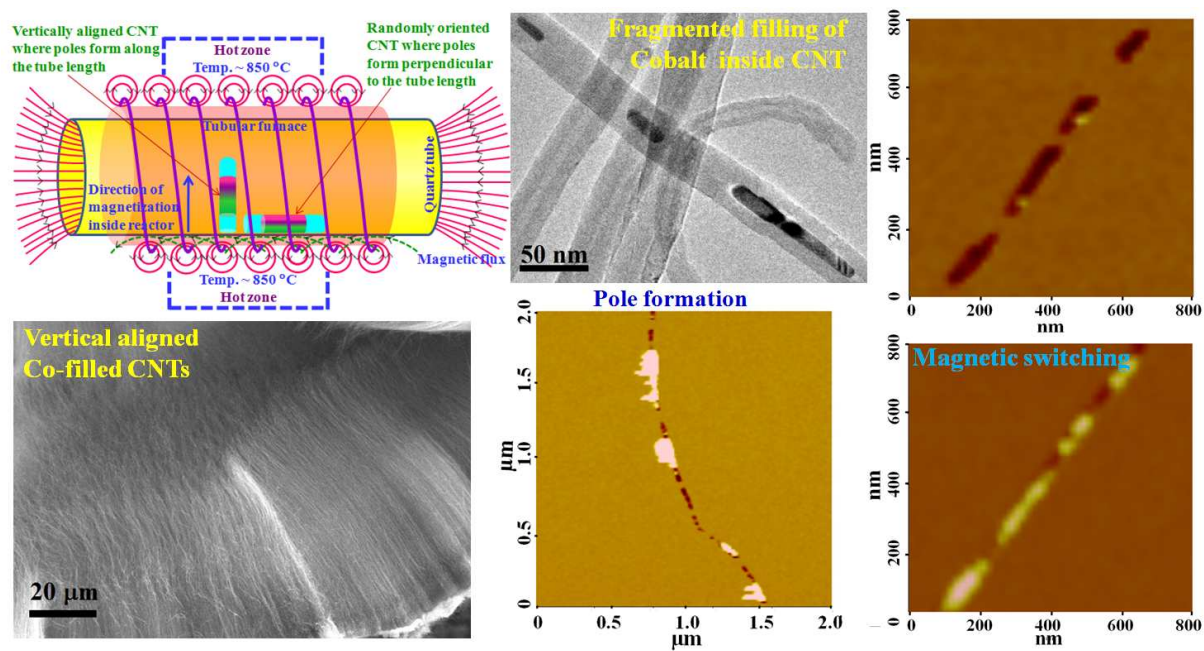 Vertically aligned CNT
where poles form along
the tube length
Hot zone
Temp. ~ 850 °C
Randomly oriented
CNT where poles
form perpendicular
to the tube length
Tubular furnace
Quartz tube
Direction of
magnetization
inside reactor
Magnetic flux
Temp. ~ 850 °C
Hot zone
Fragmented filling of
Cobalt inside CNT
50 nm
800
600
400
200
0
nm
0 200 400 600 800
nm
Vertical aligned
Co-filled CNTs
20 μm
Pole formation
2.0
1.5
1.0
0.5
0
μm
0 0.5 1.0 1.5 2.0
μm
Magnetic switching
800
600
400
200
0
nm
0 200 400 600 800
nm